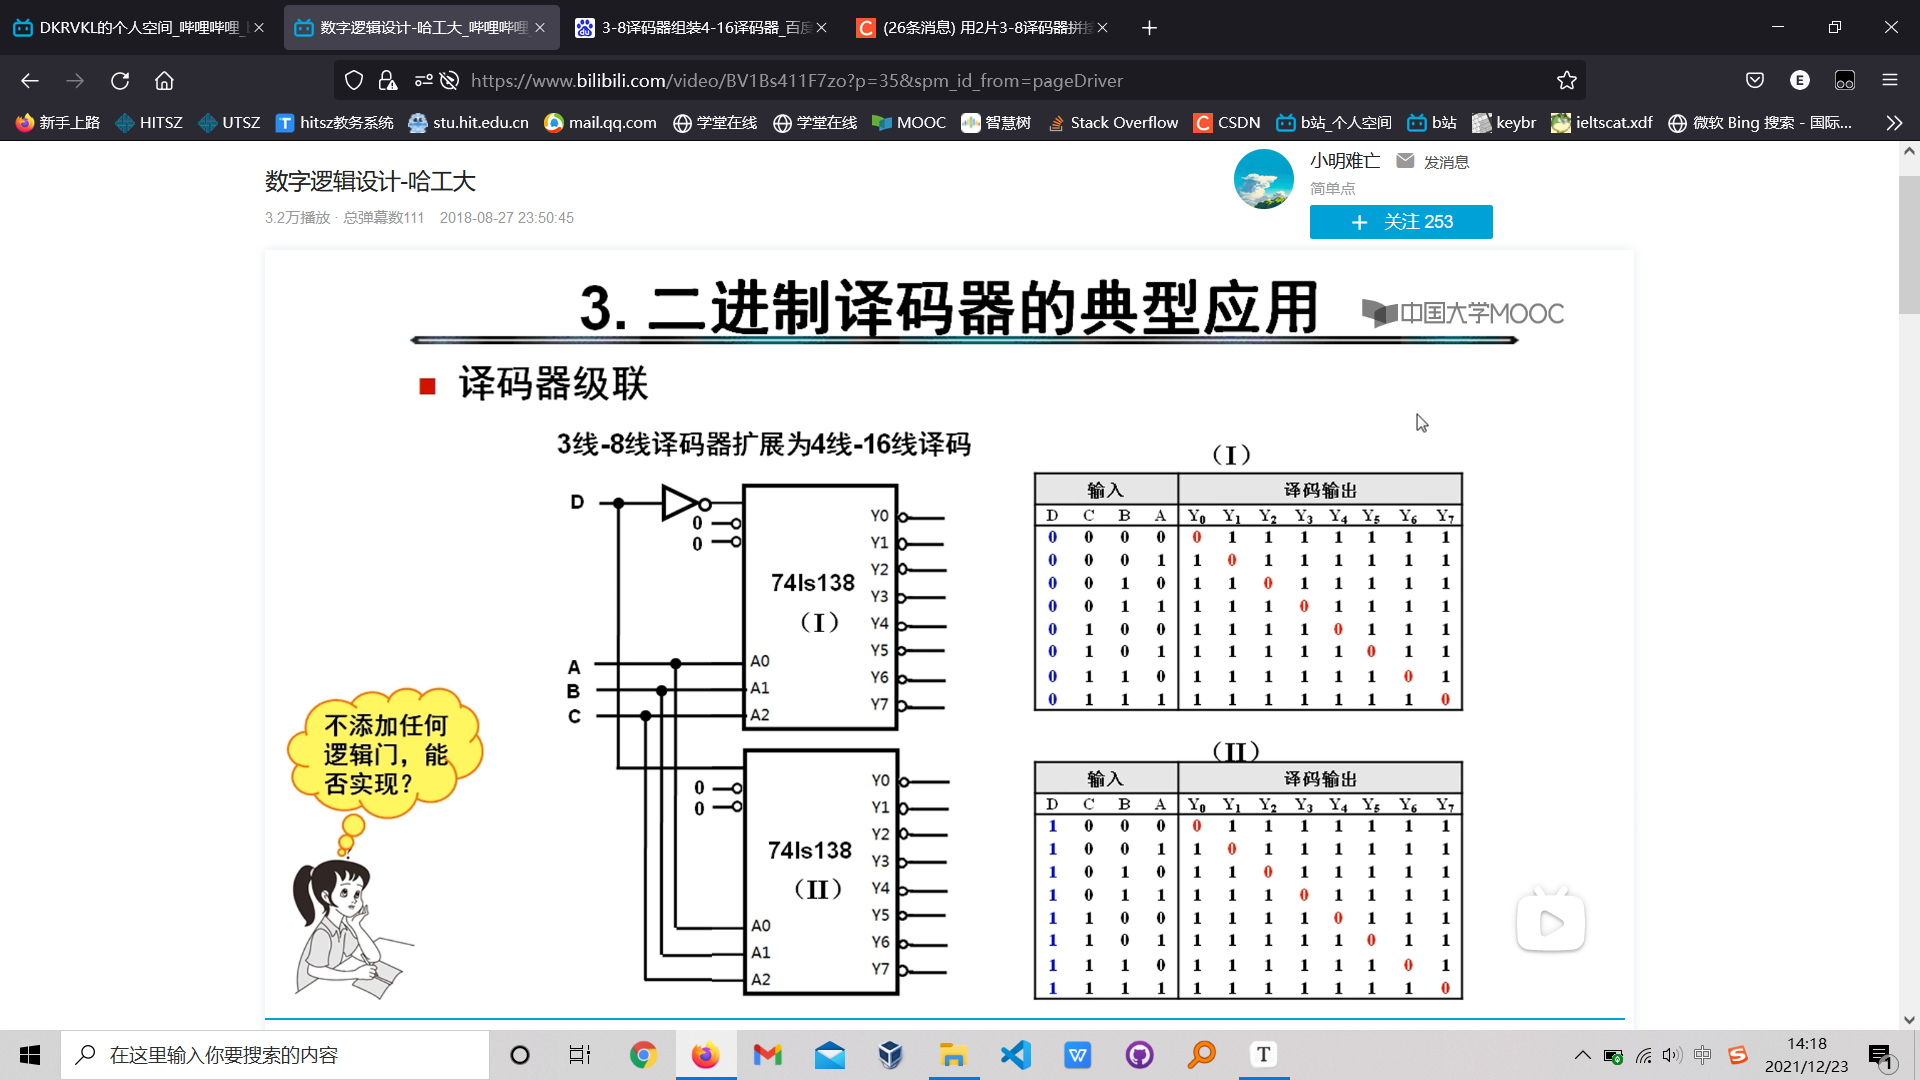 DKRVKL的个人空间_哔哩哔哩_
数字逻辑设计-哈工大_哔哩哔哩
3-8译码器组装4-16译码器_百度
(26条消息) 用2片3-8译码器拼接
https://www.bilibili.com/video/BV1Bs411F7zo?p=35&spm_id_from=pageDriver
E
新手上路 HITSZ UTSZ hitsz教务系统 stu.hit.edu.cn mail.qq.com 学堂在线 学堂在线 MOOC 智慧树 Stack Overflow CSDN b站_个人空间 b站 keybr ieltscat.xdf 微软 Bing 搜索 - 国际...
数字逻辑设计-哈工大
3.2万播放 · 总弹幕数111 2018-08-27 23:50:45
小明难亡 发消息
简单点
+ 关注 253
3. 二进制译码器的典型应用
中国大学MOOC
译码器级联
3线-8线译码器扩展为4线-16线译码
D
0
0
74ls138
(I)
Y0
Y1
Y2
Y3
Y4
Y5
Y6
Y7
A A0
B A1
C A2
0
0
74ls138
(II)
Y0
Y1
Y2
Y3
Y4
Y5
Y6
Y7
A0
A1
A2
不添加任何
逻辑门，能
否实现?
(I)
输入 译码输出
D C B A Y0 Y1 Y2 Y3 Y4 Y5 Y6 Y7
0 0 0 0 0 1 1 1 1 1 1 1
0 0 0 1 1 0 1 1 1 1 1 1
0 0 1 0 1 1 0 1 1 1 1 1
0 0 1 1 1 1 1 0 1 1 1 1
0 1 0 0 1 1 1 1 0 1 1 1
0 1 0 1 1 1 1 1 1 0 1 1
0 1 1 0 1 1 1 1 1 1 0 1
0 1 1 1 1 1 1 1 1 1 1 0
(II)
输入 译码输出
D C B A Y0 Y1 Y2 Y3 Y4 Y5 Y6 Y7
1 0 0 0 0 1 1 1 1 1 1 1
1 0 0 1 1 0 1 1 1 1 1 1
1 0 1 0 1 1 0 1 1 1 1 1
1 0 1 1 1 1 1 0 1 1 1 1
1 1 0 0 1 1 1 1 0 1 1 1
1 1 0 1 1 1 1 1 1 0 1 1
1 1 1 0 1 1 1 1 1 1 0 1
1 1 1 1 1 1 1 1 1 1 1 0
在这里输入你要搜索的内容
T
中
14:18
2021/12/23
1